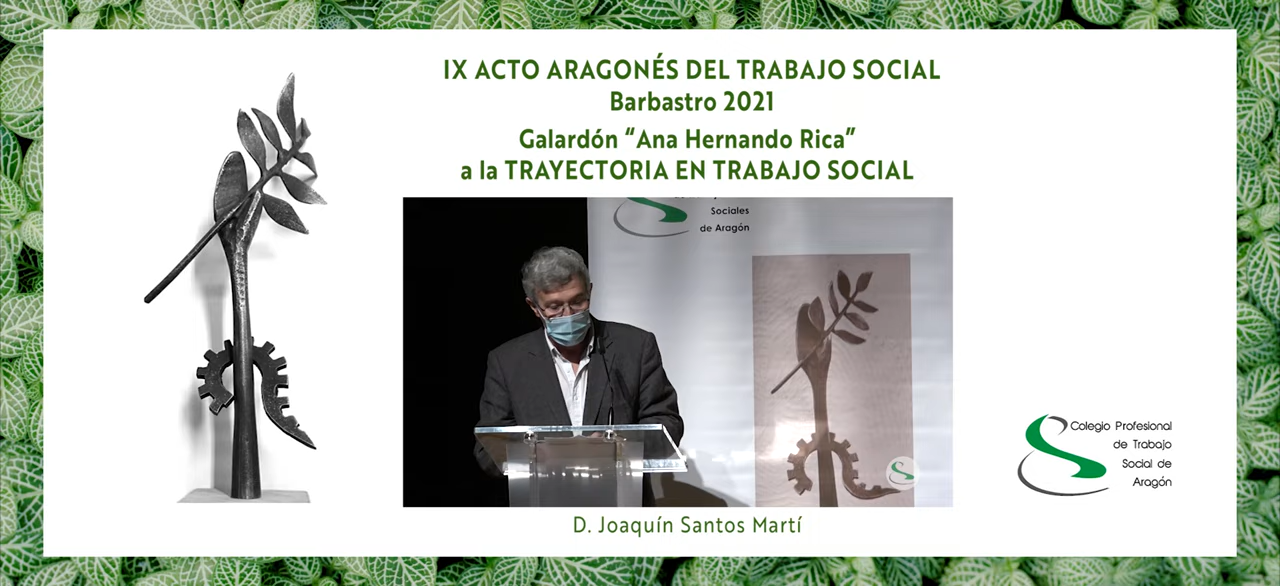 IX ACTO ARAGONÉS DEL TRABAJO SOCIAL
Barbastro 2021
Galardón “Ana Hernando Rica”
a la TRAYECTORIA EN TRABAJO SOCIAL
Sociales
de Aragón
D. Joaquín Santos Martí
Colegio Profesional
de Trabajo
Social de
Aragón